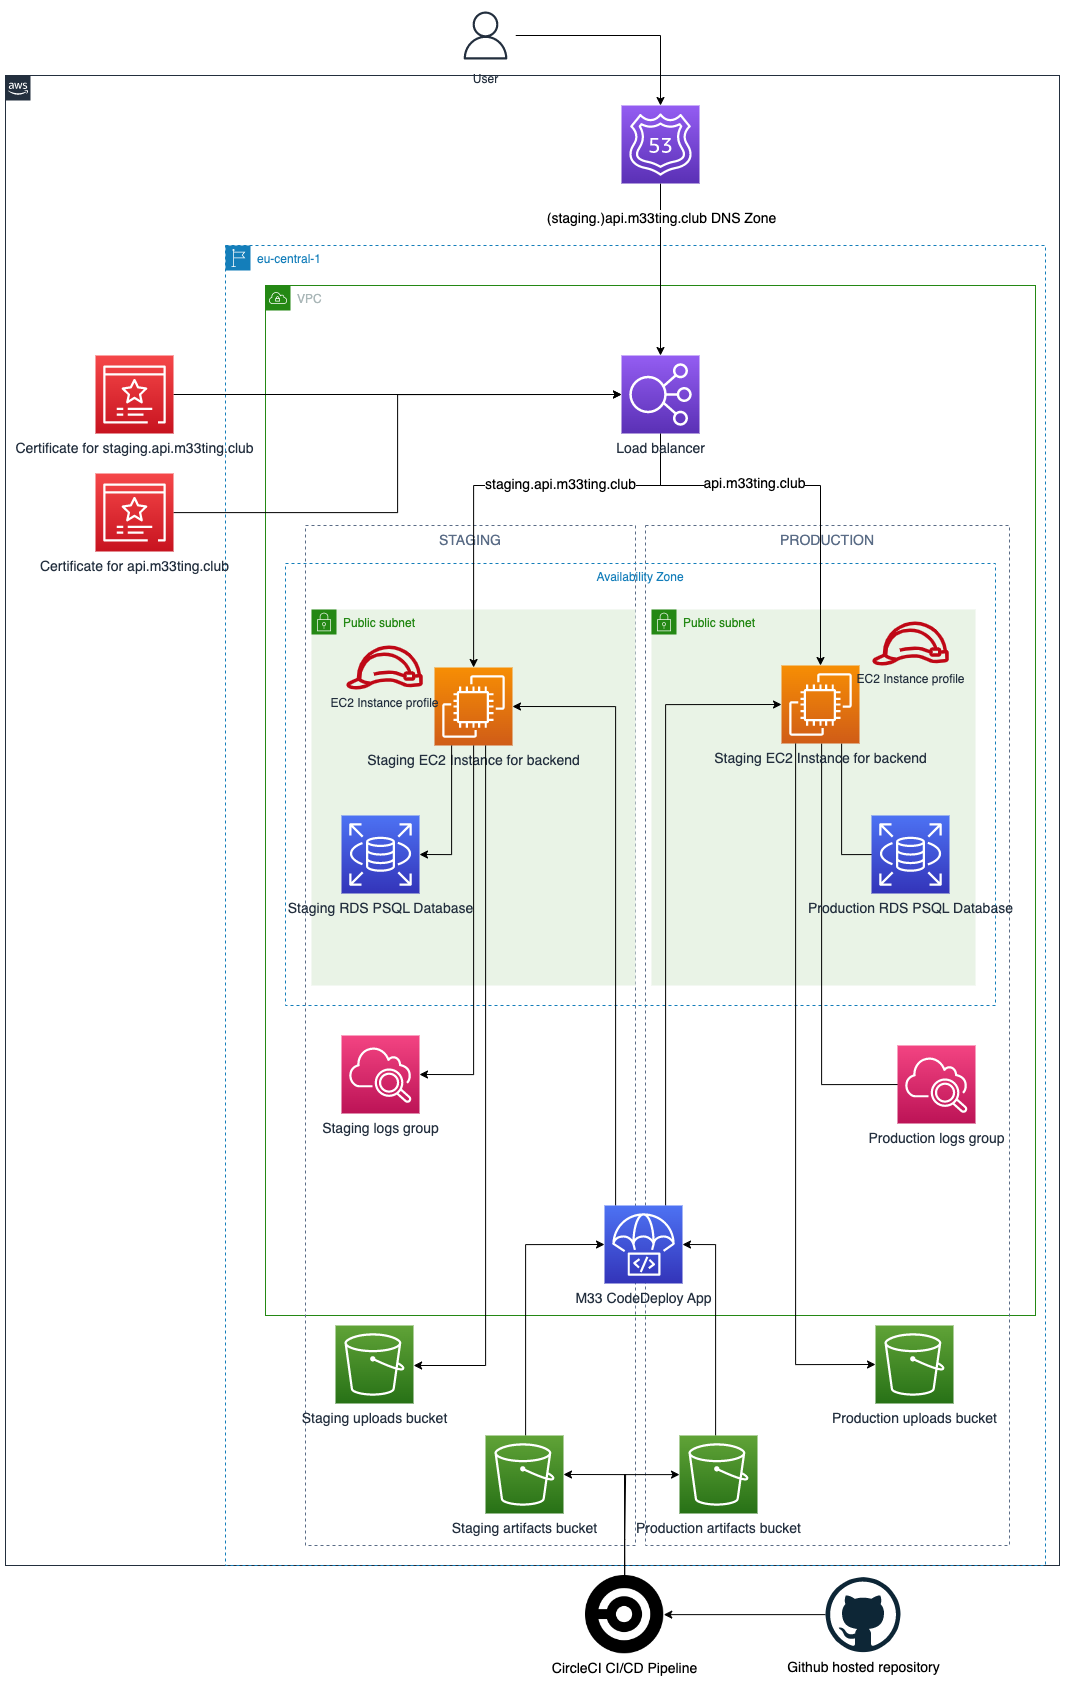 User
aws
53
(staging.)api.m33ting.club DNS Zone
eu-central-1
VPC
Certificate for staging.api.m33ting.club
Load balancer
staging.api.m33ting.club
api.m33ting.club
Certificate for api.m33ting.club
STAGING
PRODUCTION
Availability Zone
Public subnet
Public subnet
EC2 Instance profile
EC2 Instance profile
Staging EC2 Instance for backend
Staging EC2 Instance for backend
Staging RDS PSQL Database
Production RDS PSQL Database
Staging logs group
Production logs group
</>
M33 CodeDeploy App
Staging uploads bucket
Production uploads bucket
Staging artifacts bucket
Production artifacts bucket
CircleCI CI/CD Pipeline
Github hosted repository